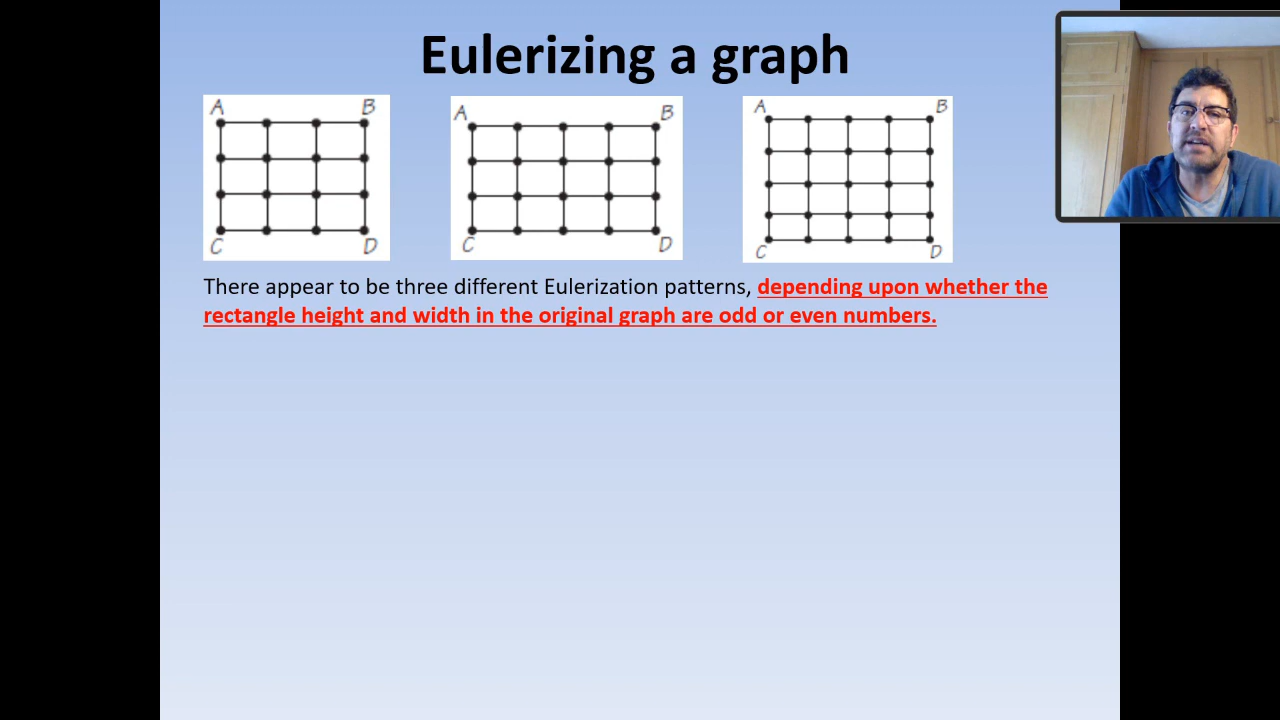 Eulerizing a graph
A B
C D
A B
C D
A B
C D
There appear to be three different Eulerization patterns, depending upon whether the
rectangle height and width in the original graph are odd or even numbers.